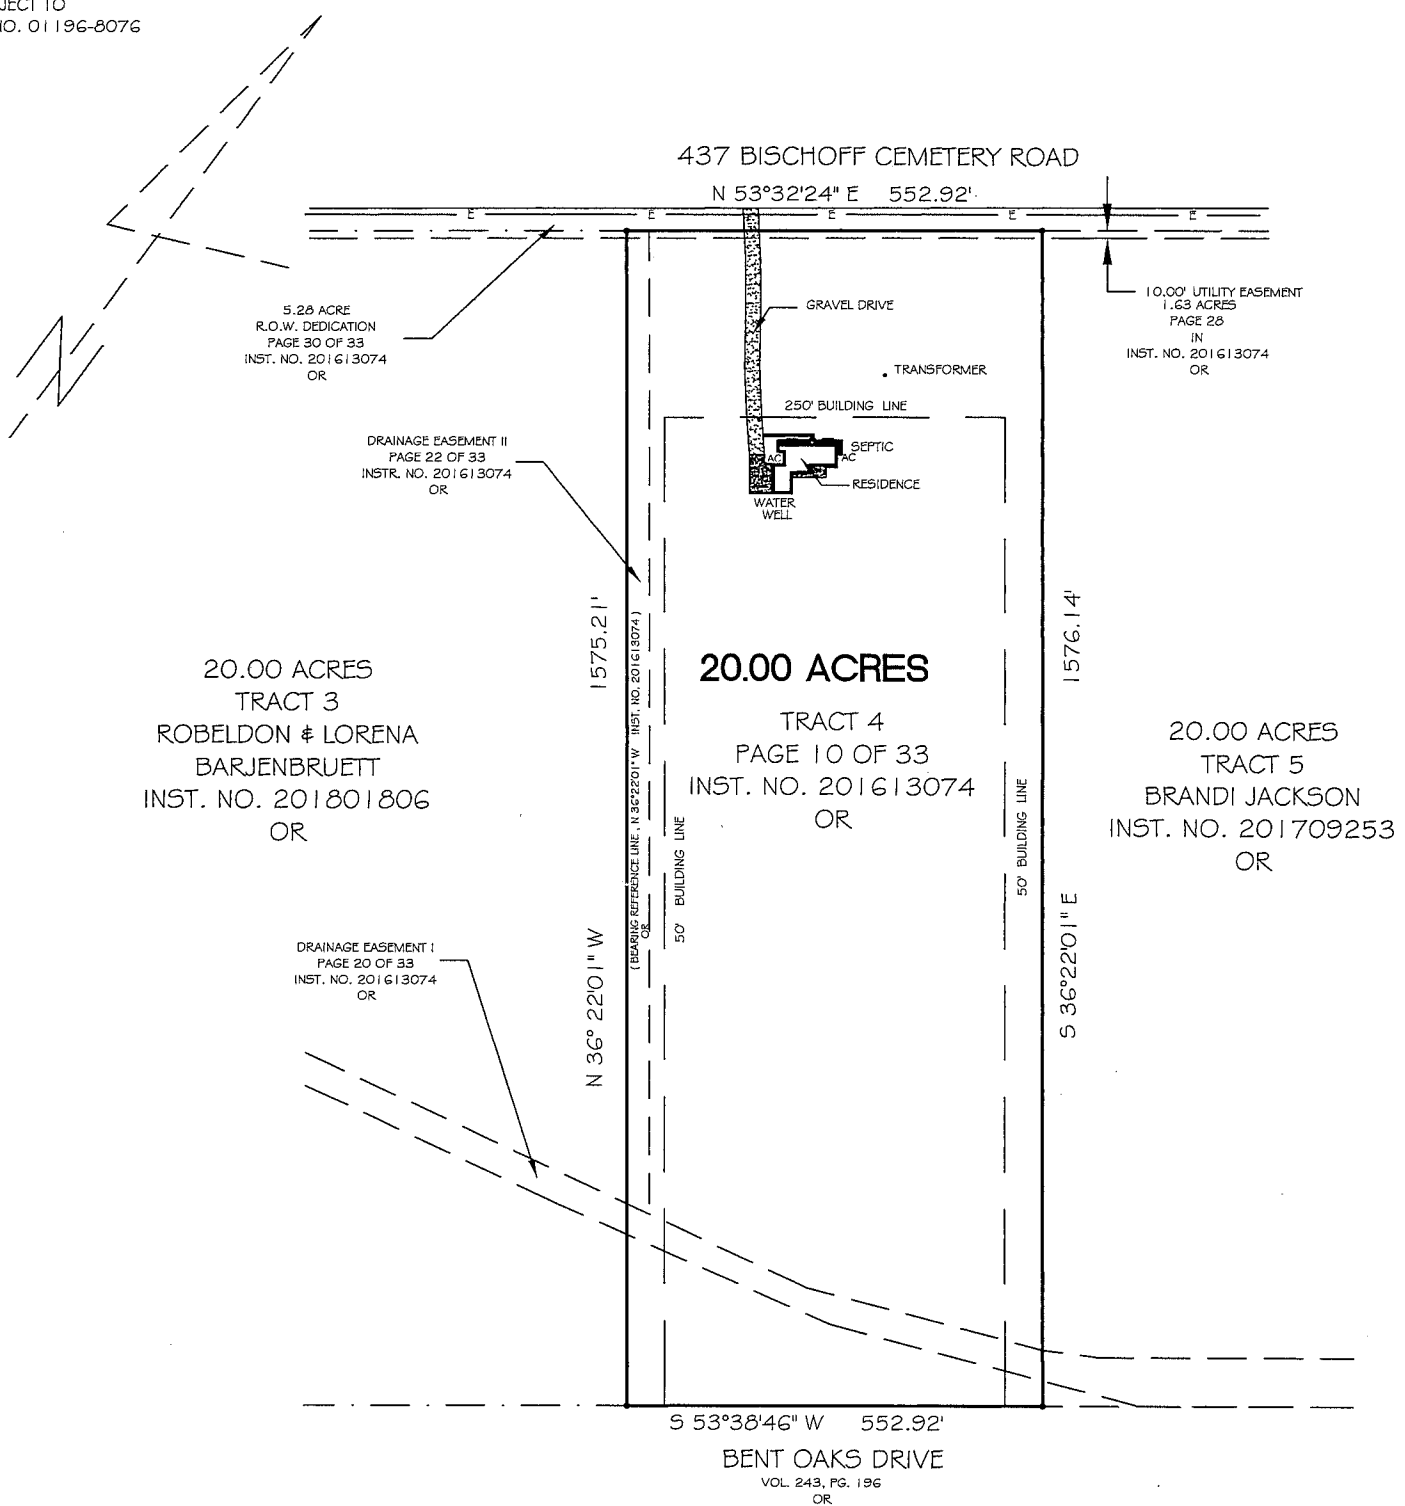 JECT TO
NO. 01196-8076
437 BISCHOFF CEMETERY ROAD
N 53°32'24" E 552.92'
E E E E E
5.28 ACRE
R.O.W. DEDICATION
PAGE 30 OF 33
INST. NO. 201613074
OR
10.00' UTILITY EASEMENT
1.63 ACRES
PAGE 28
IN
INST. NO. 201613074
OR
GRAVEL DRIVE
TRANSFORMER
250' BUILDING LINE
DRAINAGE EASEMENT II
PAGE 22 OF 33
INSTR. NO. 201613074
OR
SEPTIC
AC
AC
RESIDENCE
WATER
WELL
1575.21'
N 36° 22'01" W
( BEARING REFERENCE LINE , N 36°22'01" W INST. NO. 201613074 )
OR
50' BUILDING LINE
20.00 ACRES
TRACT 3
ROBELDON & LORENA
BARJENBRUETT
INST. NO. 201801806
OR
20.00 ACRES
TRACT 4
PAGE 10 OF 33
INST. NO. 201613074
OR
50' BUILDING LINE
1576.14'
S 36°22'01" E
20.00 ACRES
TRACT 5
BRANDI JACKSON
INST. NO. 201709253
OR
DRAINAGE EASEMENT I
PAGE 20 OF 33
INST. NO. 201613074
OR
N
S 53°38'46" W 552.92'
BENT OAKS DRIVE
VOL. 243, PG. 196
OR